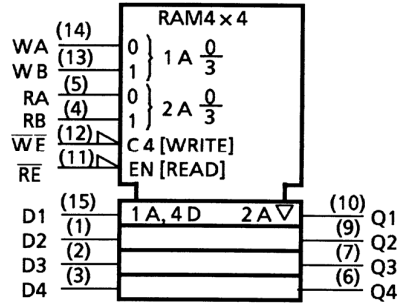 RAM4×4
WA (14) 0 } 1A 0/3
WB (13) 1
RA (5) 0 } 2A 0/3
RB (4) 1
W̅E̅ (12) C4 [WRITE]
R̅E̅ (11) EN [READ]
D1 (15) 1A, 4D 2A ▽ (10) Q1
D2 (1) (9) Q2
D3 (2) (7) Q3
D4 (3) (6) Q4